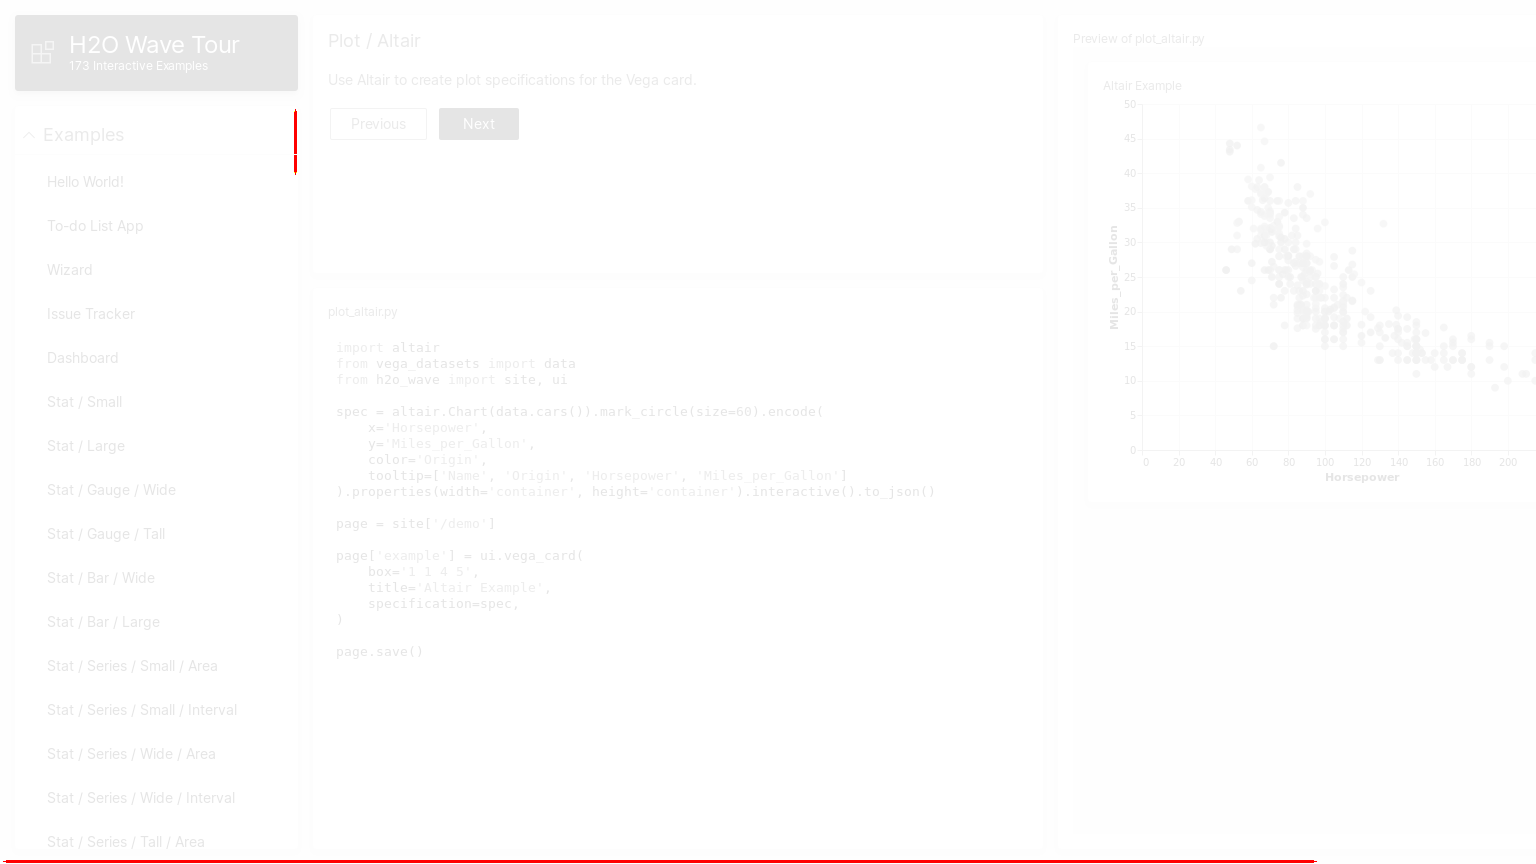 H2O Wave Tour
173 Interactive Examples
Examples
Hello World!
To-do List App
Wizard
Issue Tracker
Dashboard
Stat / Small
Stat / Large
Stat / Gauge / Wide
Stat / Gauge / Tall
Stat / Bar / Wide
Stat / Bar / Large
Stat / Series / Small / Area
Stat / Series / Small / Interval
Stat / Series / Wide / Area
Stat / Series / Wide / Interval
Stat / Series / Tall / Area
Plot / Altair
Use Altair to create plot specifications for the Vega card.
Previous
Next
plot_altair.py
import altair
from vega_datasets import data
from h2o_wave import site, ui
spec = altair.Chart(data.cars()).mark_circle(size=60).encode(
    x='Horsepower',
    y='Miles_per_Gallon',
    color='Origin',
    tooltip=['Name', 'Origin', 'Horsepower', 'Miles_per_Gallon']
).properties(width='container', height='container').interactive().to_json()
page = site['/demo']
page['example'] = ui.vega_card(
    box='1 1 4 5',
    title='Altair Example',
    specification=spec,
)
page.save()
Preview of plot_altair.py
Altair Example
50
45
40
35
30
25
20
15
10
5
0
Miles_per_Gallon
0 20 40 60 80 100 120 140 160 180 200
Horsepower